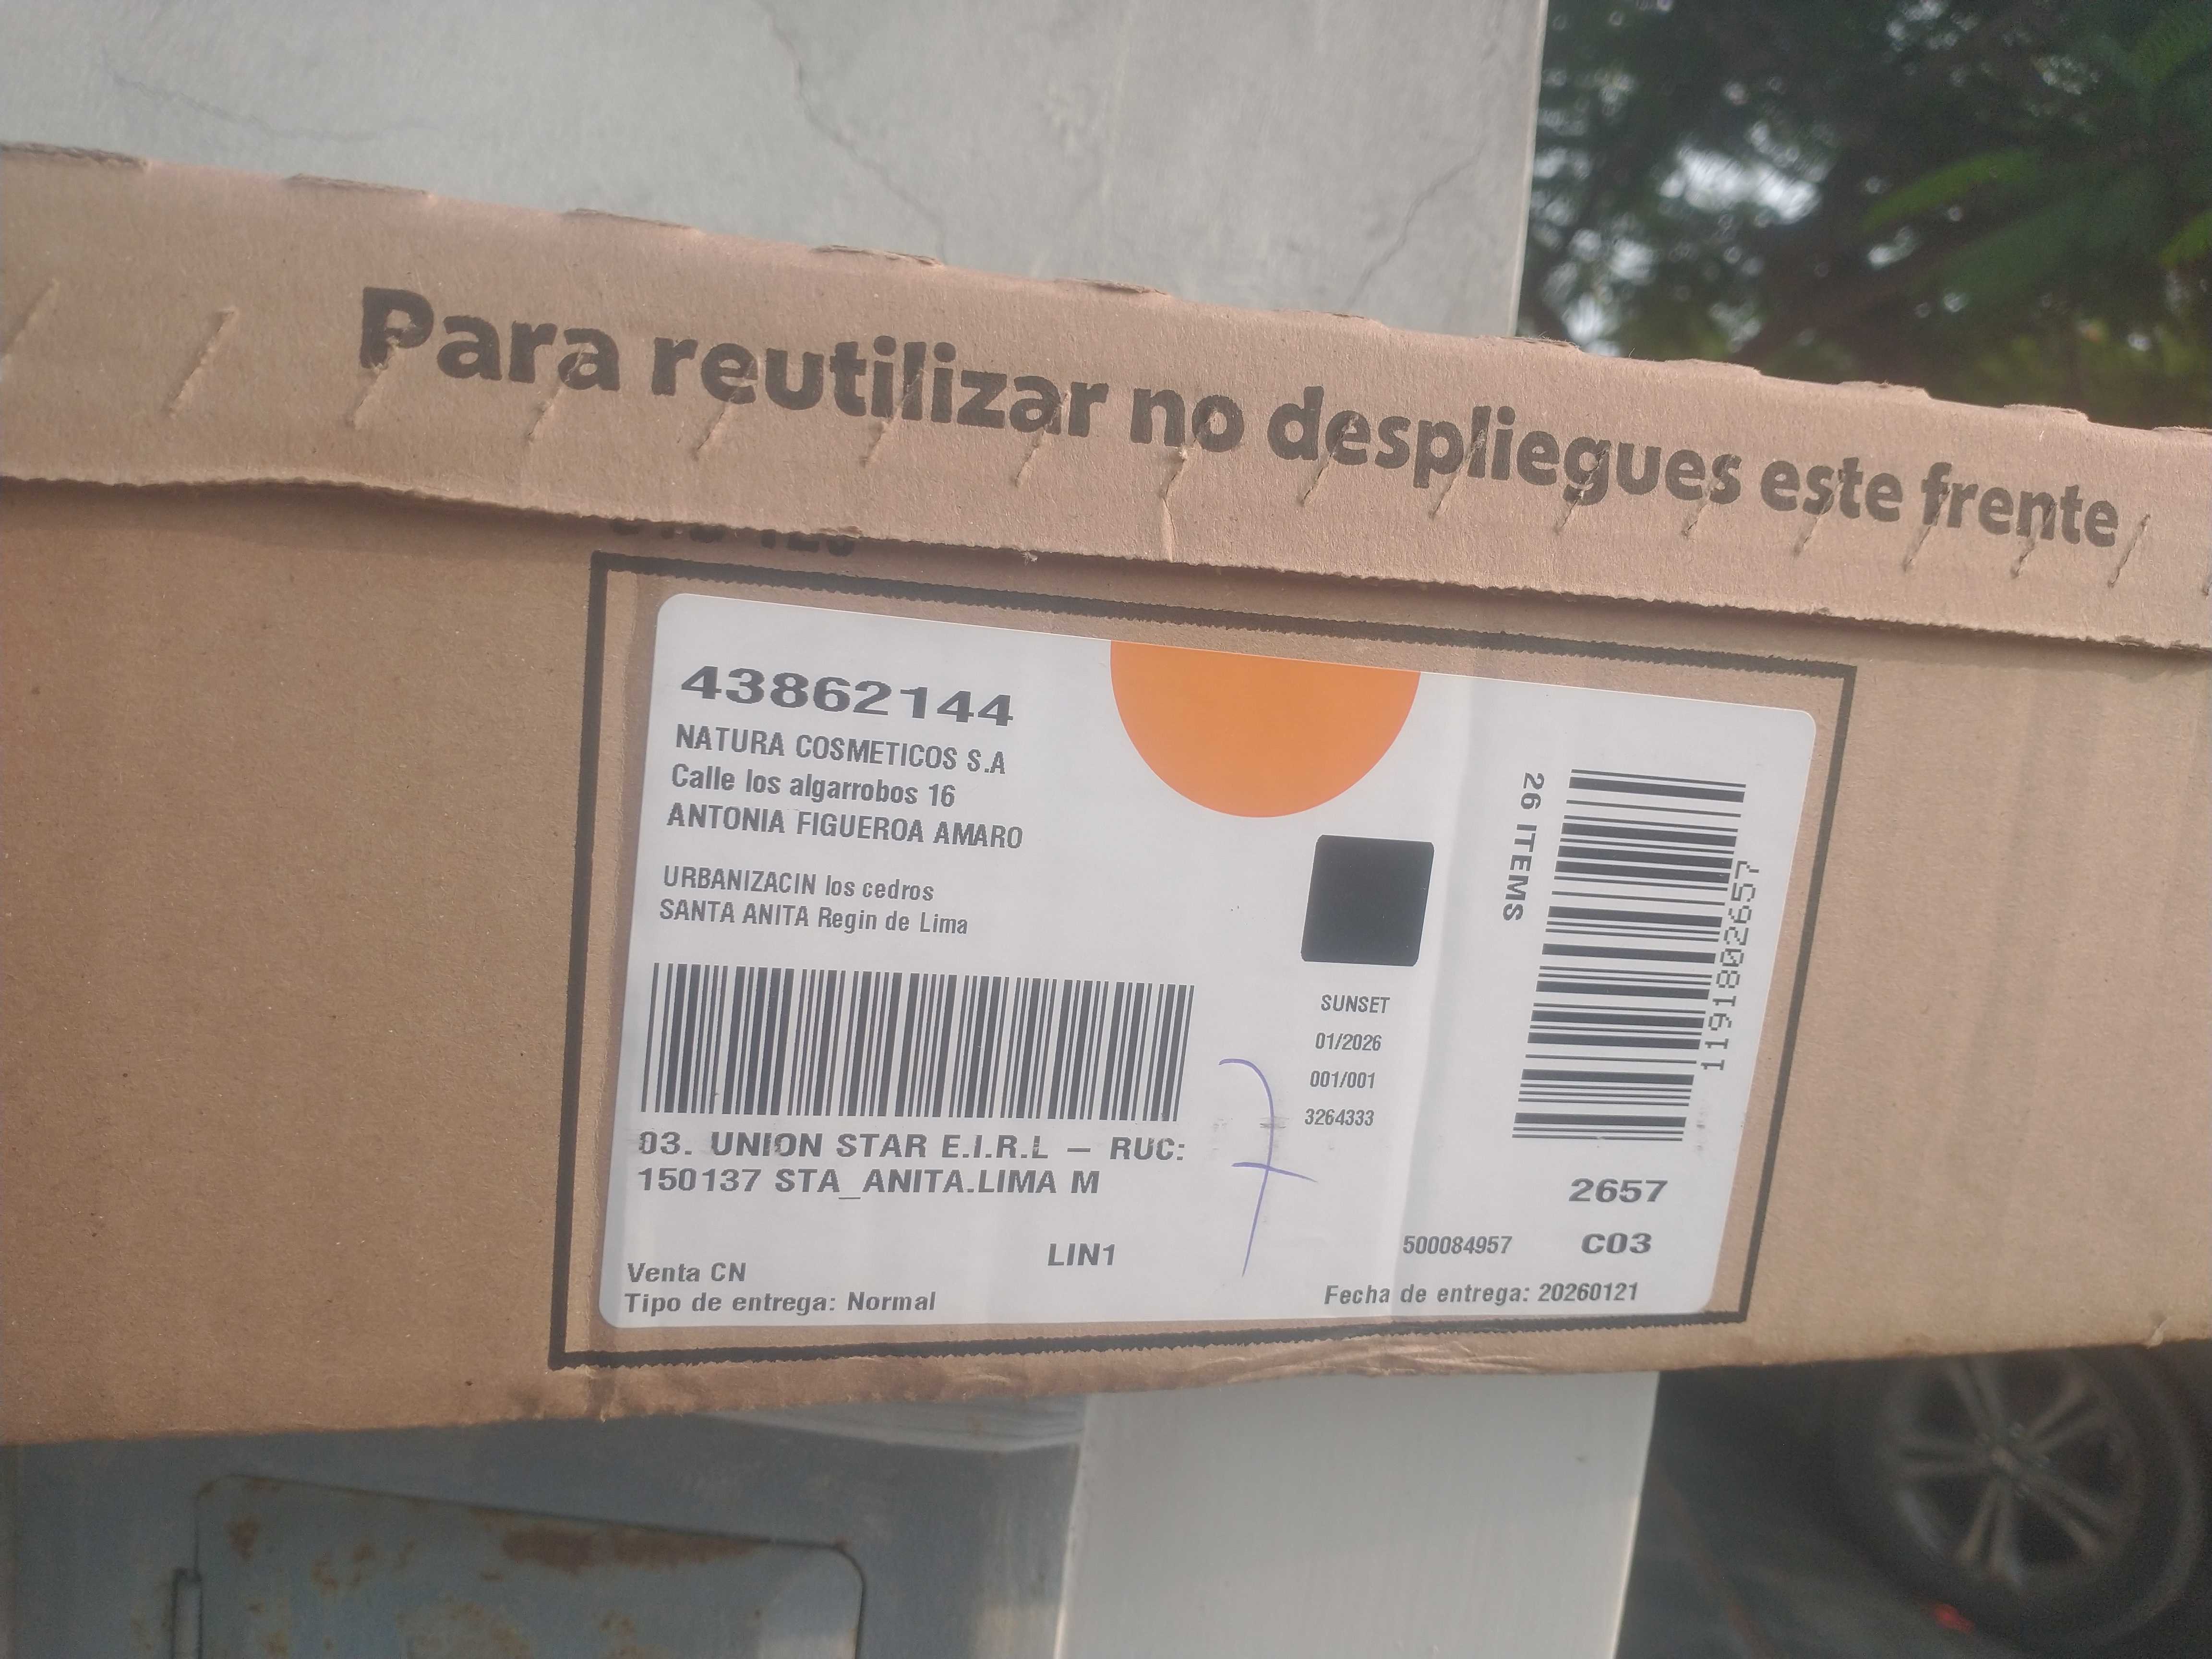 Para reutilizar no despliegues este frente
43862144
NATURA COSMETICOS S.A
Calle los algarrobos 16
ANTONIA FIGUEROA AMARO
URBANIZACIN los cedros
SANTA ANITA Regin de Lima
03. UNION STAR E.I.R.L – RUC:
150137 STA_ANITA.LIMA M
LIN1
Venta CN
Tipo de entrega: Normal
SUNSET
01/2026
001/001
3264333
7
26 ITEMS
1191802657
2657
500084957 C03
Fecha de entrega: 20260121